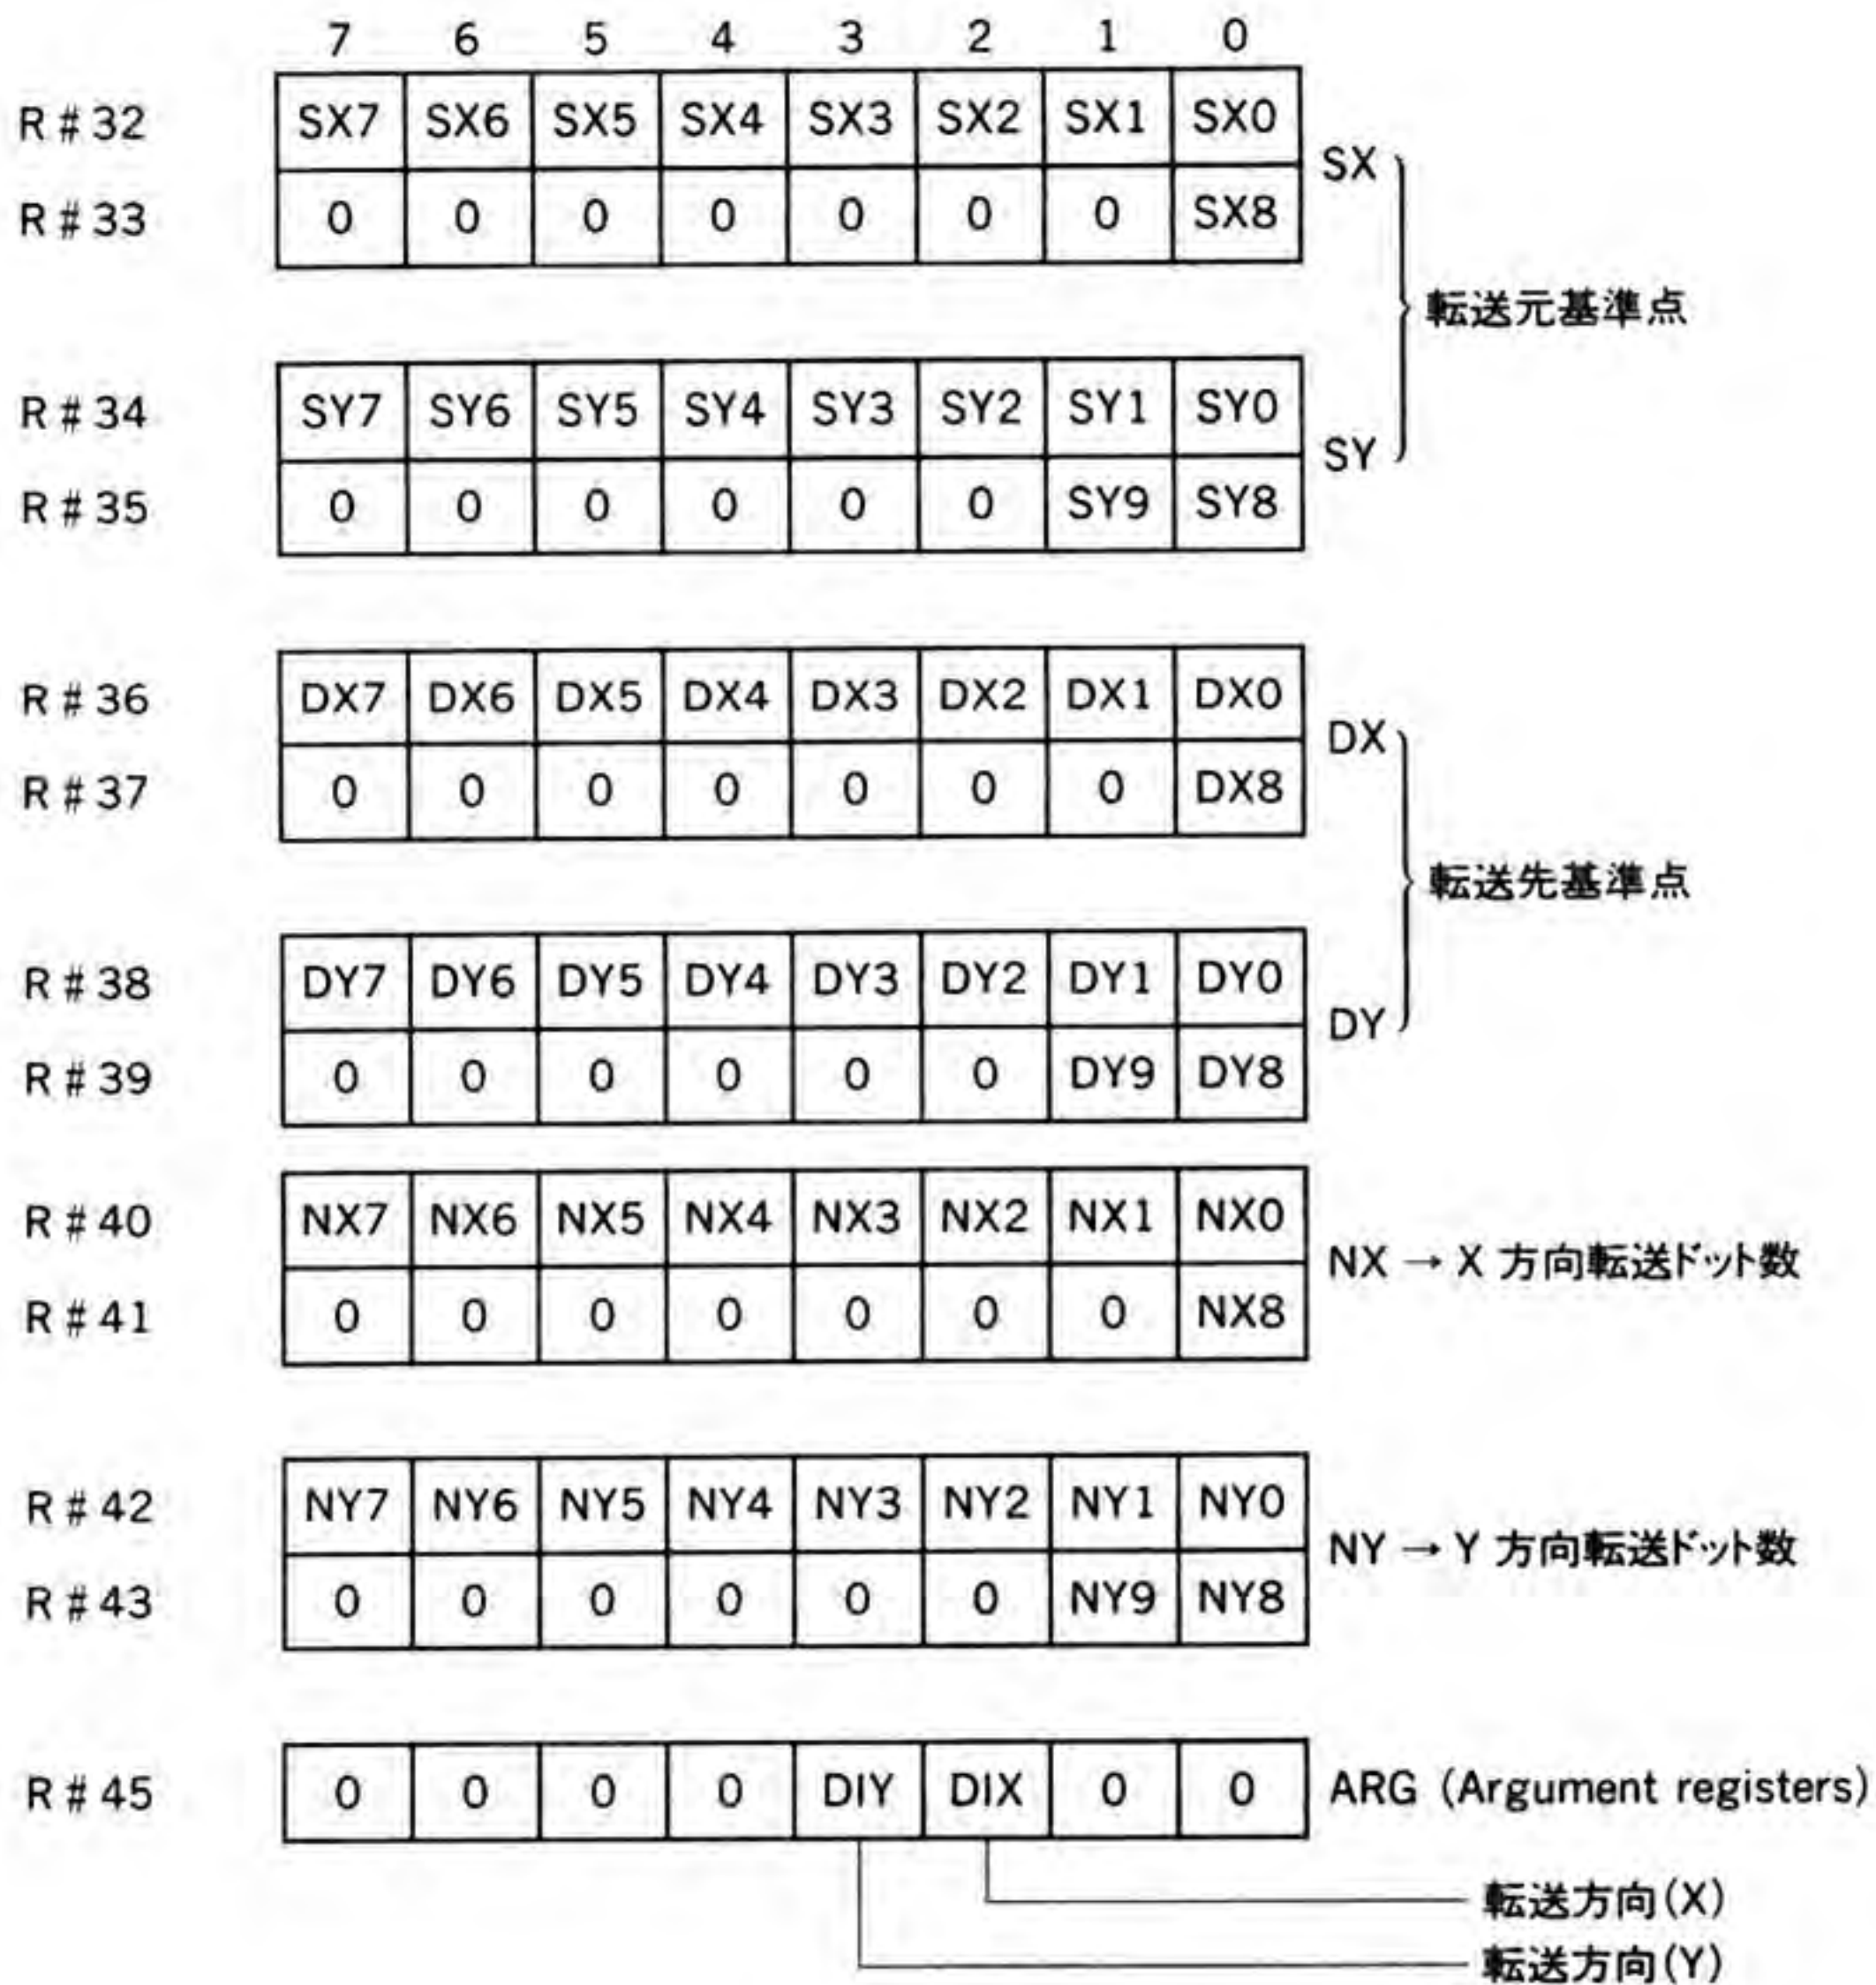 7 6 5 4 3 2 1 0
R#32 SX7 SX6 SX5 SX4 SX3 SX2 SX1 SX0
SX
R#33 0 0 0 0 0 0 0 SX8
転送元基準点
R#34 SY7 SY6 SY5 SY4 SY3 SY2 SY1 SY0
SY
R#35 0 0 0 0 0 0 SY9 SY8
R#36 DX7 DX6 DX5 DX4 DX3 DX2 DX1 DX0
DX
R#37 0 0 0 0 0 0 0 DX8
転送先基準点
R#38 DY7 DY6 DY5 DY4 DY3 DY2 DY1 DY0
DY
R#39 0 0 0 0 0 0 DY9 DY8
R#40 NX7 NX6 NX5 NX4 NX3 NX2 NX1 NX0
NX → X 方向転送ドット数
R#41 0 0 0 0 0 0 0 NX8
R#42 NY7 NY6 NY5 NY4 NY3 NY2 NY1 NY0
NY → Y 方向転送ドット数
R#43 0 0 0 0 0 0 NY9 NY8
R#45 0 0 0 0 DIY DIX 0 0 ARG (Argument registers)
転送方向(X)
転送方向(Y)